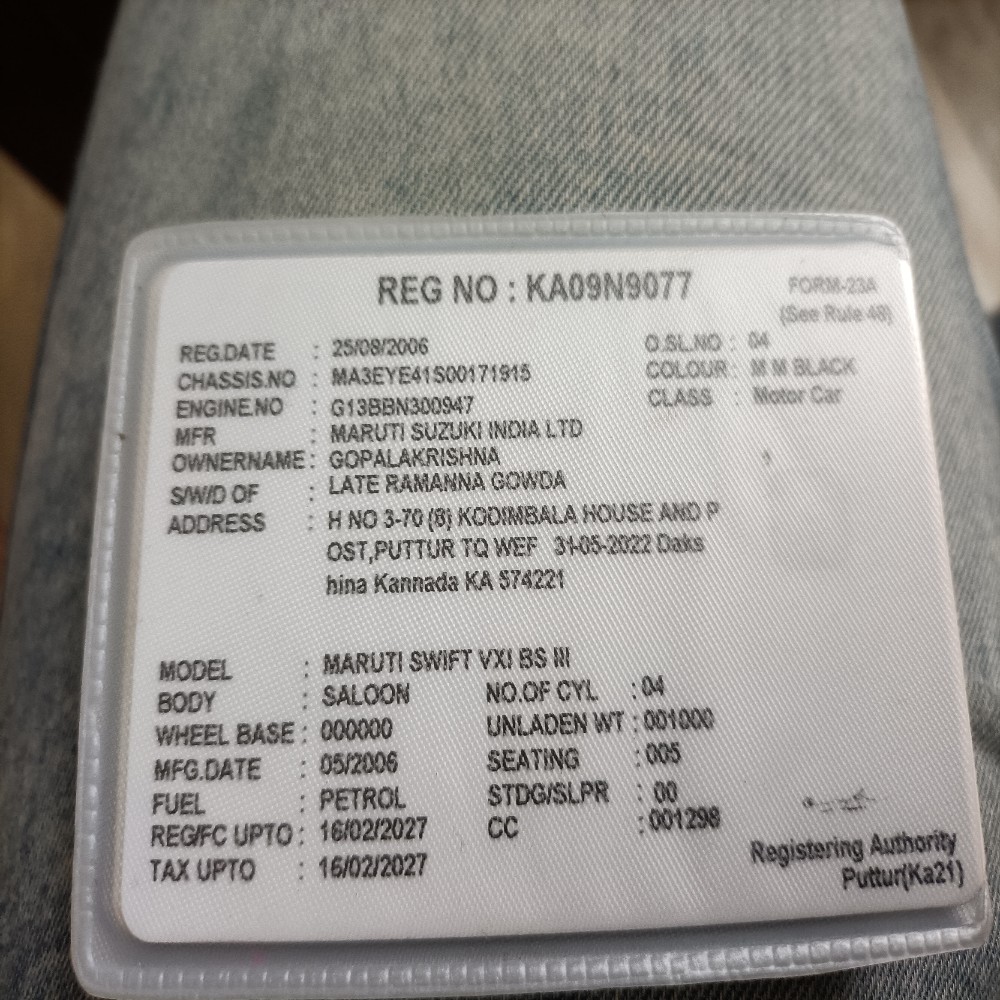 REG NO : KA09N9077
FORM-23A
(See Rule 48)
REG.DATE : 25/08/2006 O.SL.NO : 04
CHASSIS.NO : MA3EYE41S00171915 COLOUR : M M BLACK
ENGINE.NO : G13BBN300947 CLASS : Motor Car
MFR : MARUTI SUZUKI INDIA LTD
OWNERNAME : GOPALAKRISHNA
S/W/D OF : LATE RAMANNA GOWDA
ADDRESS : H NO 3-70 (8) KODIMBALA HOUSE AND P
OST,PUTTUR TQ WEF 31-05-2022 Daks
hina Kannada KA 574221
MODEL : MARUTI SWIFT VXI BS III
BODY : SALOON NO.OF CYL : 04
WHEEL BASE : 000000 UNLADEN WT : 001000
MFG.DATE : 05/2006 SEATING : 005
FUEL : PETROL STDG/SLPR : 00
REG/FC UPTO : 16/02/2027 CC : 001298
TAX UPTO : 16/02/2027
Registering Authority
Puttur(Ka21)